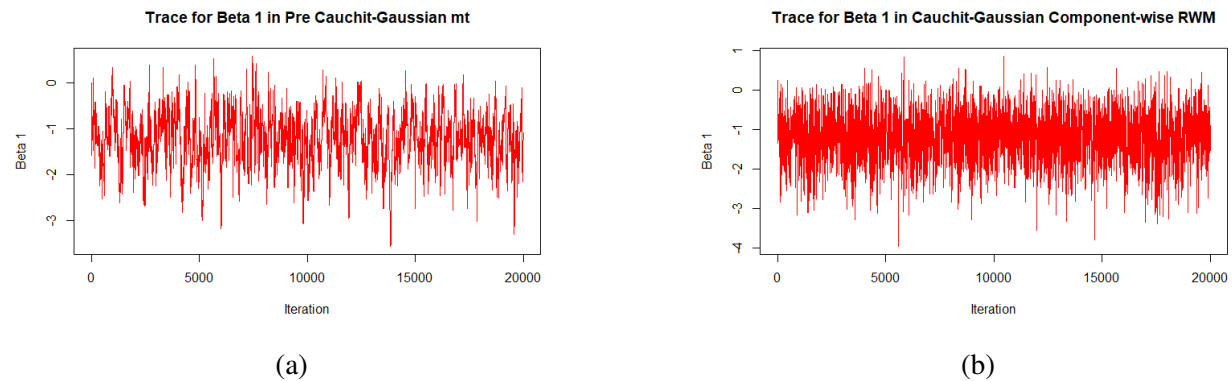 Trace for Beta 1 in Pre Cauchit-Gaussian mt
Beta 1
0
-1
-2
-3
0 5000 10000 15000 20000
Iteration
(a)
Trace for Beta 1 in Cauchit-Gaussian Component-wise RWM
Beta 1
1
0
-1
-2
-3
-4
0 5000 10000 15000 20000
Iteration
(b)